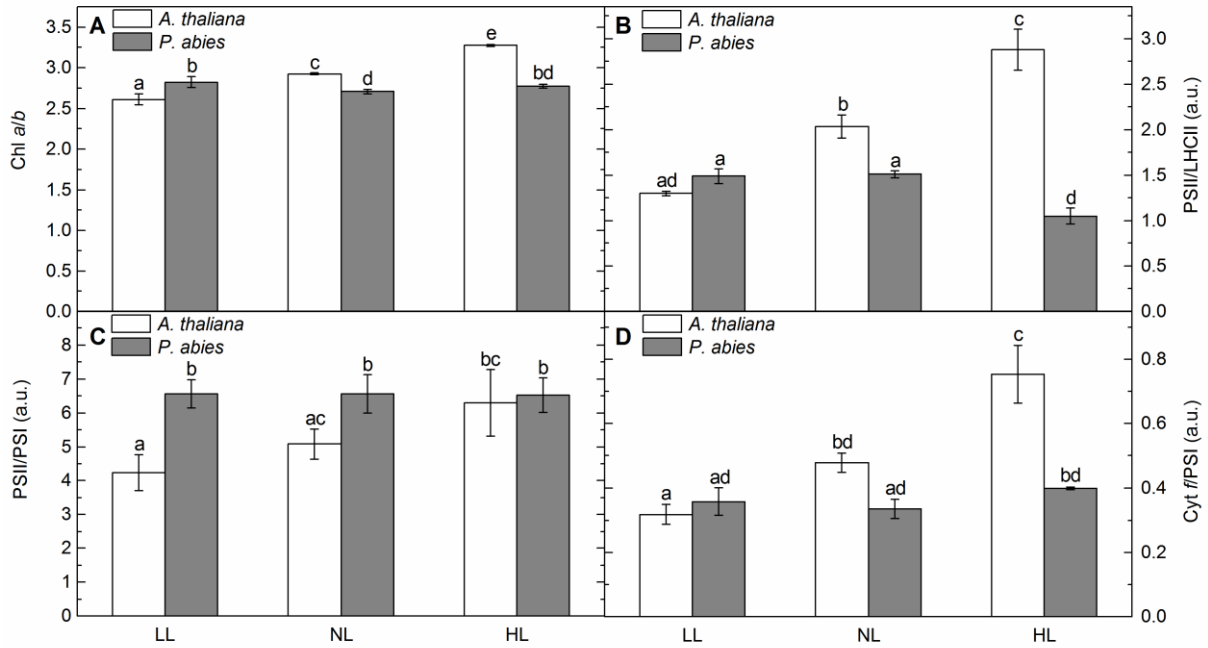 A
A. thaliana
P. abies
3.5
3.0
2.5
2.0
1.5
1.0
0.5
0.0
Chl a/b
a
b
c
d
e
bd
B
A. thaliana
P. abies
3.0
2.5
2.0
1.5
1.0
0.5
0.0
PSII/LHCII (a.u.)
ad
a
b
a
c
d
C
A. thaliana
P. abies
8
7
6
5
4
3
2
1
0
PSII/PSI (a.u.)
a
b
ac
b
bc
b
LL
NL
HL
D
A. thaliana
P. abies
0.8
0.6
0.4
0.2
0.0
Cyt f/PSI (a.u.)
a
ad
bd
ad
c
bd
LL
NL
HL